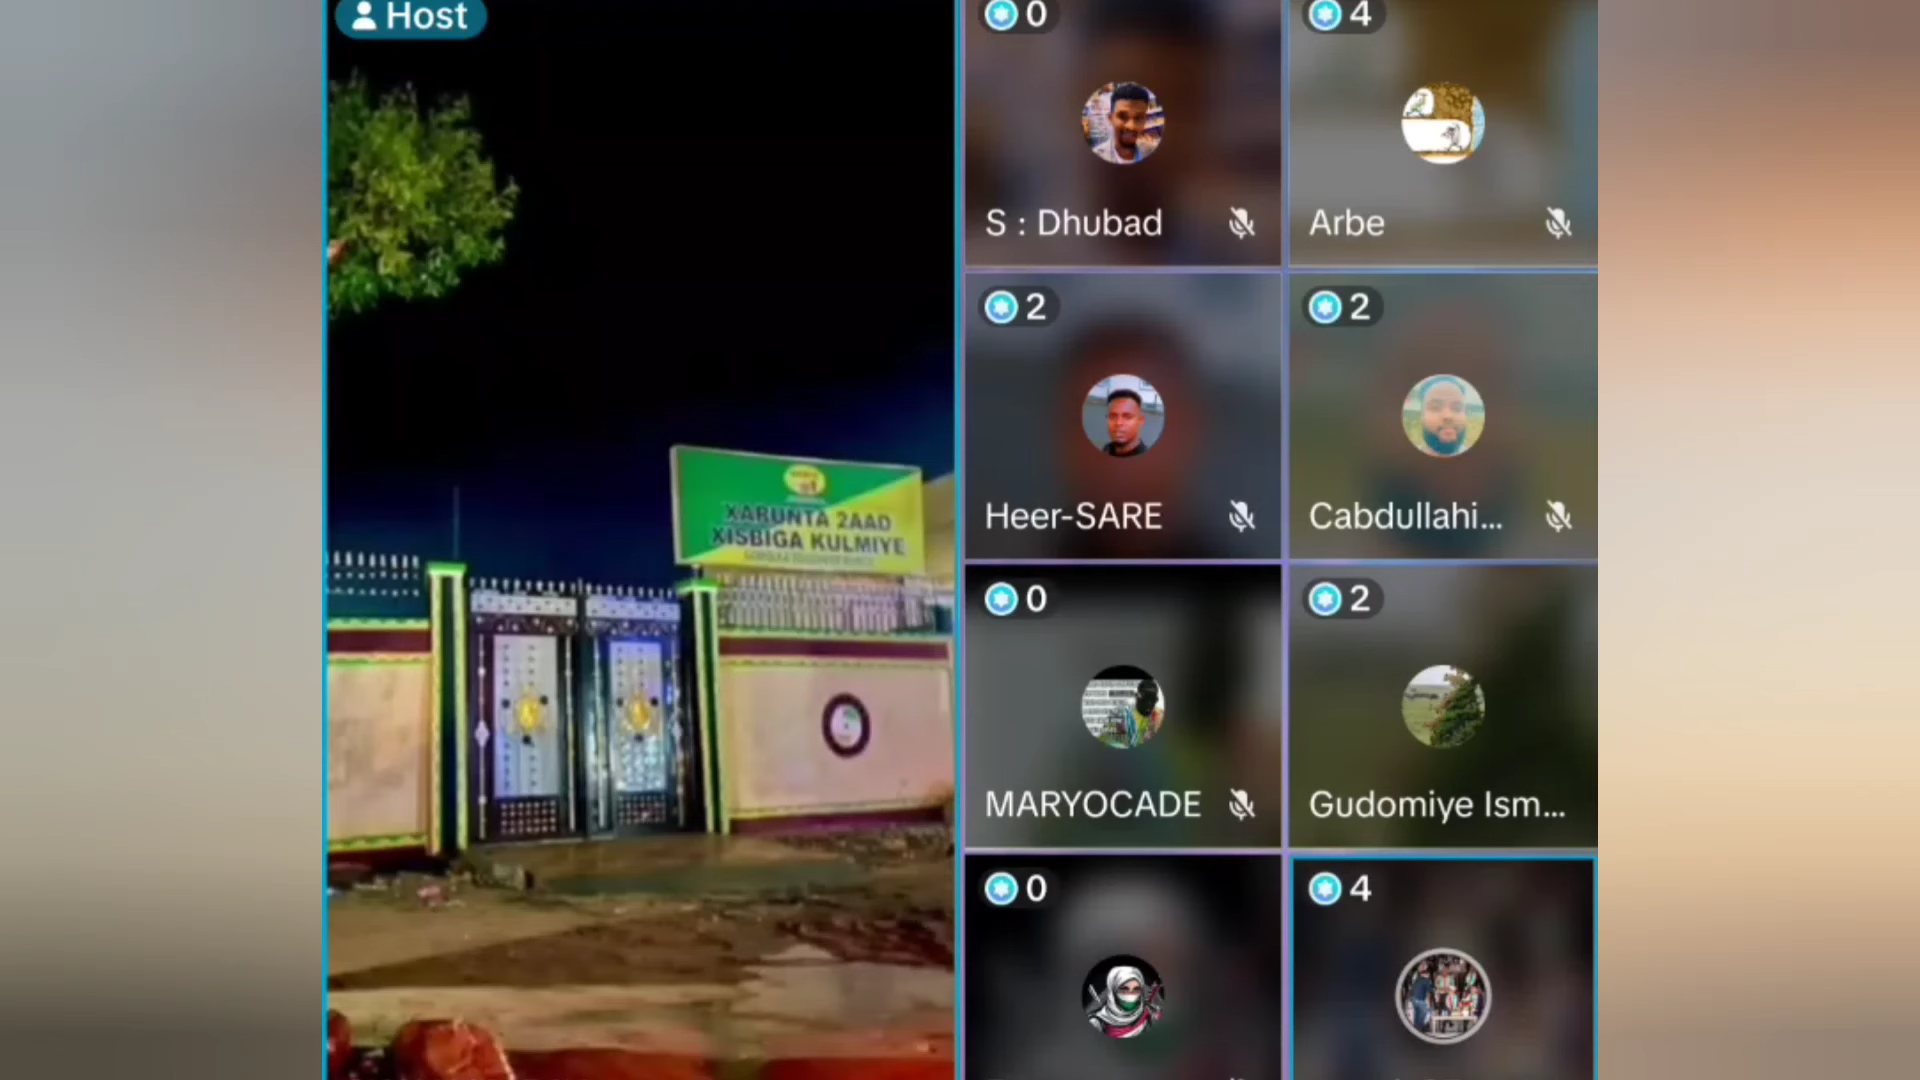 Host
XARUNTA 2AAD
XISBIGA KULMIYE
0
S : Dhubad
4
Arbe
2
Heer-SARE
2
Cabdullahi...
0
MARYOCADE
2
Gudomiye Ism...
0
4